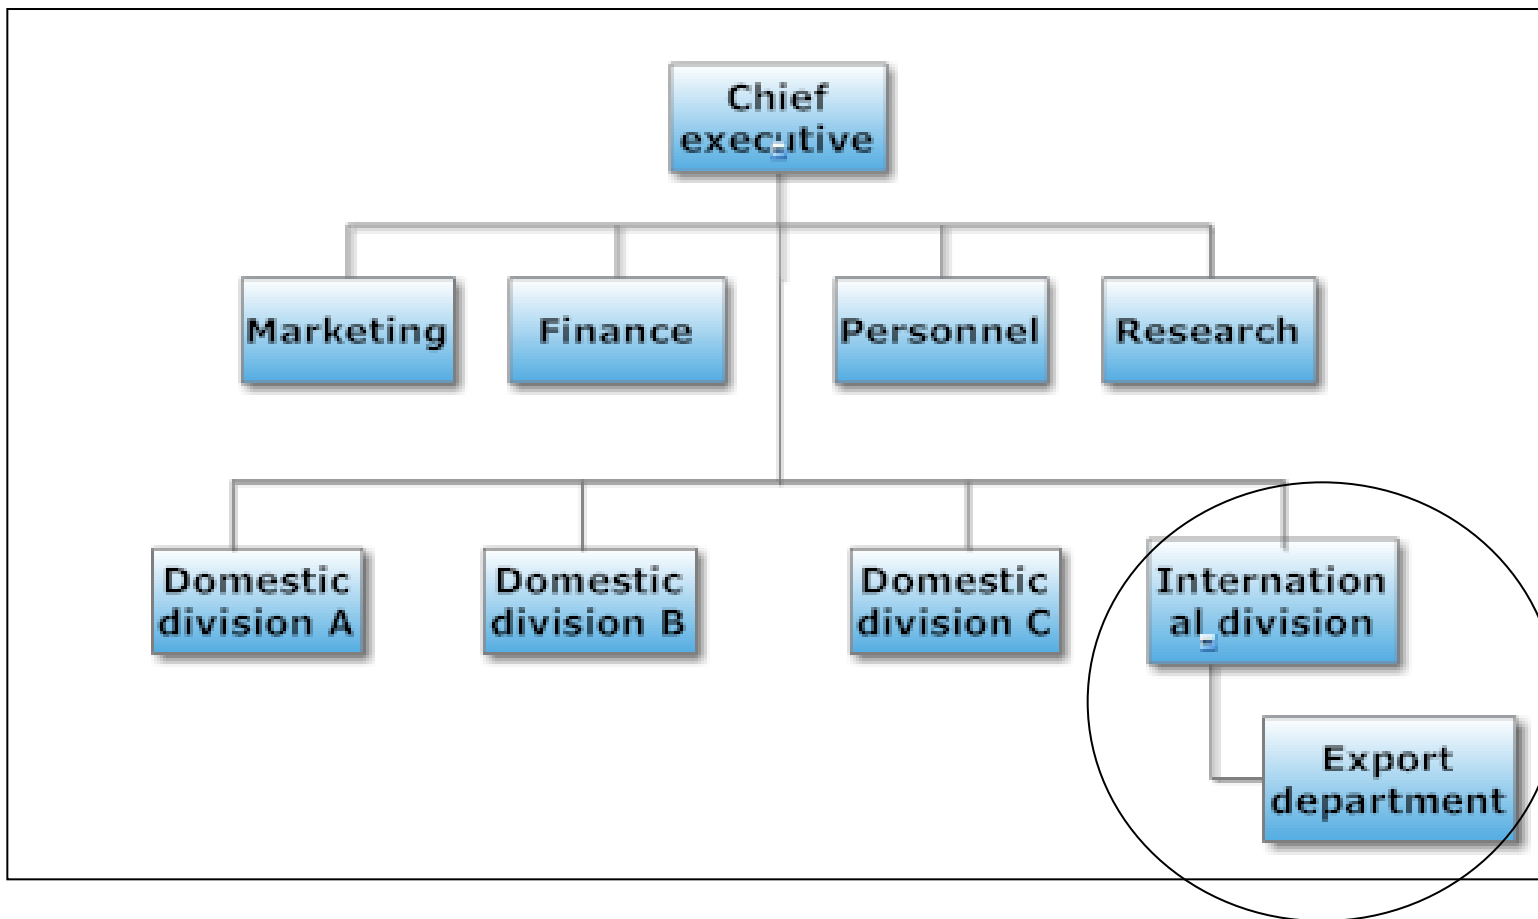 Chief
executive
Marketing
Finance
Personnel
Research
Domestic
division A
Domestic
division B
Domestic
division C
Internation
al division
Export
department